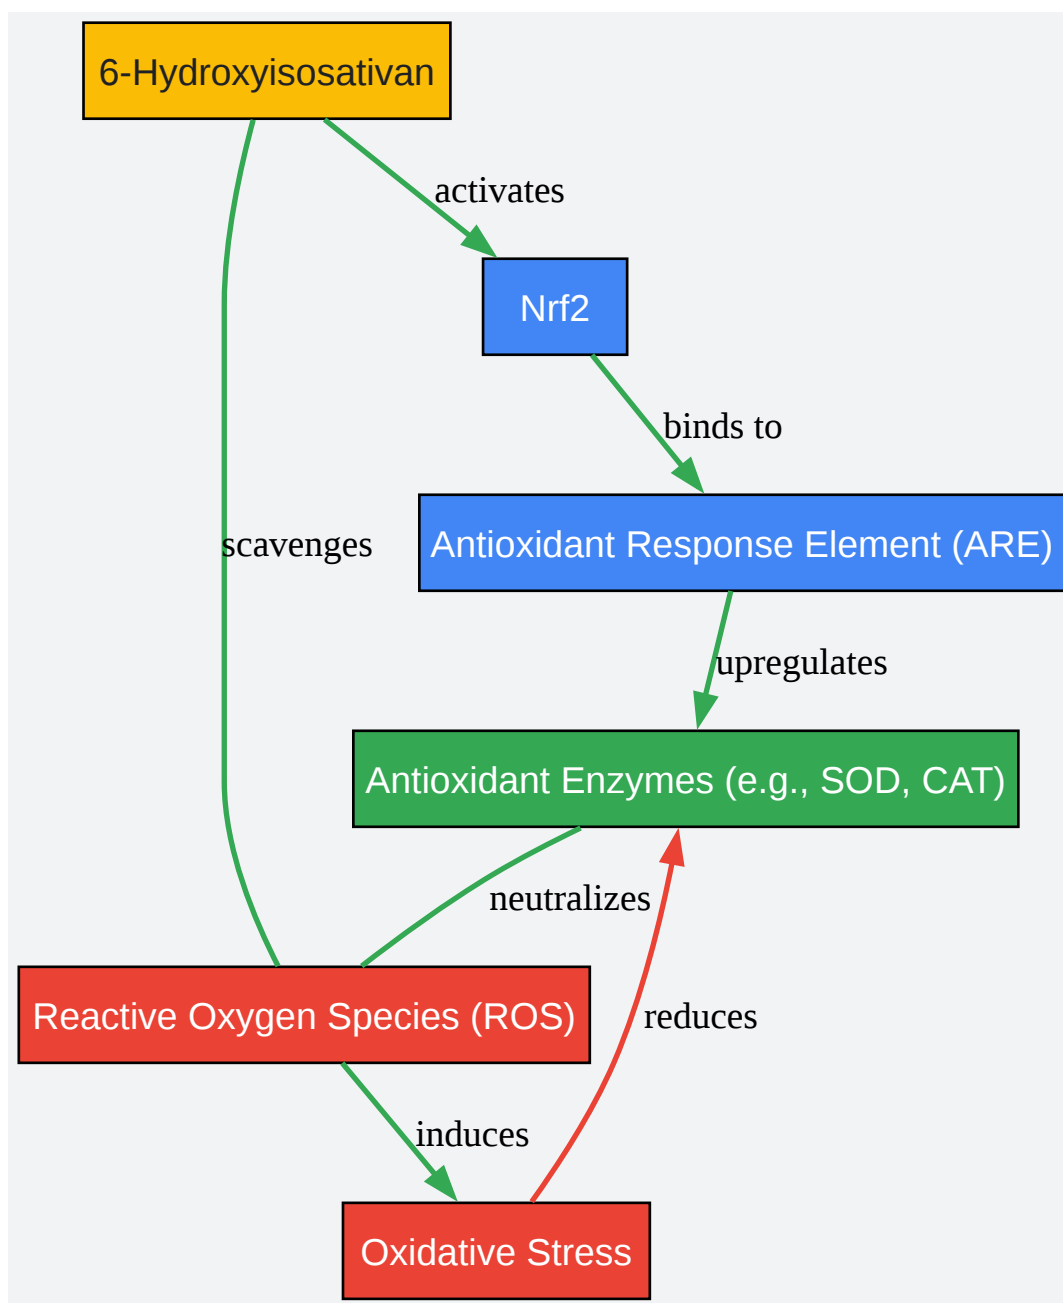 6-Hydroxyisosativan
activates
Nrf2
binds to
Antioxidant Response Element (ARE)
scavenges
upregulates
Antioxidant Enzymes (e.g., SOD, CAT)
neutralizes
Reactive Oxygen Species (ROS)
reduces
induces
Oxidative Stress